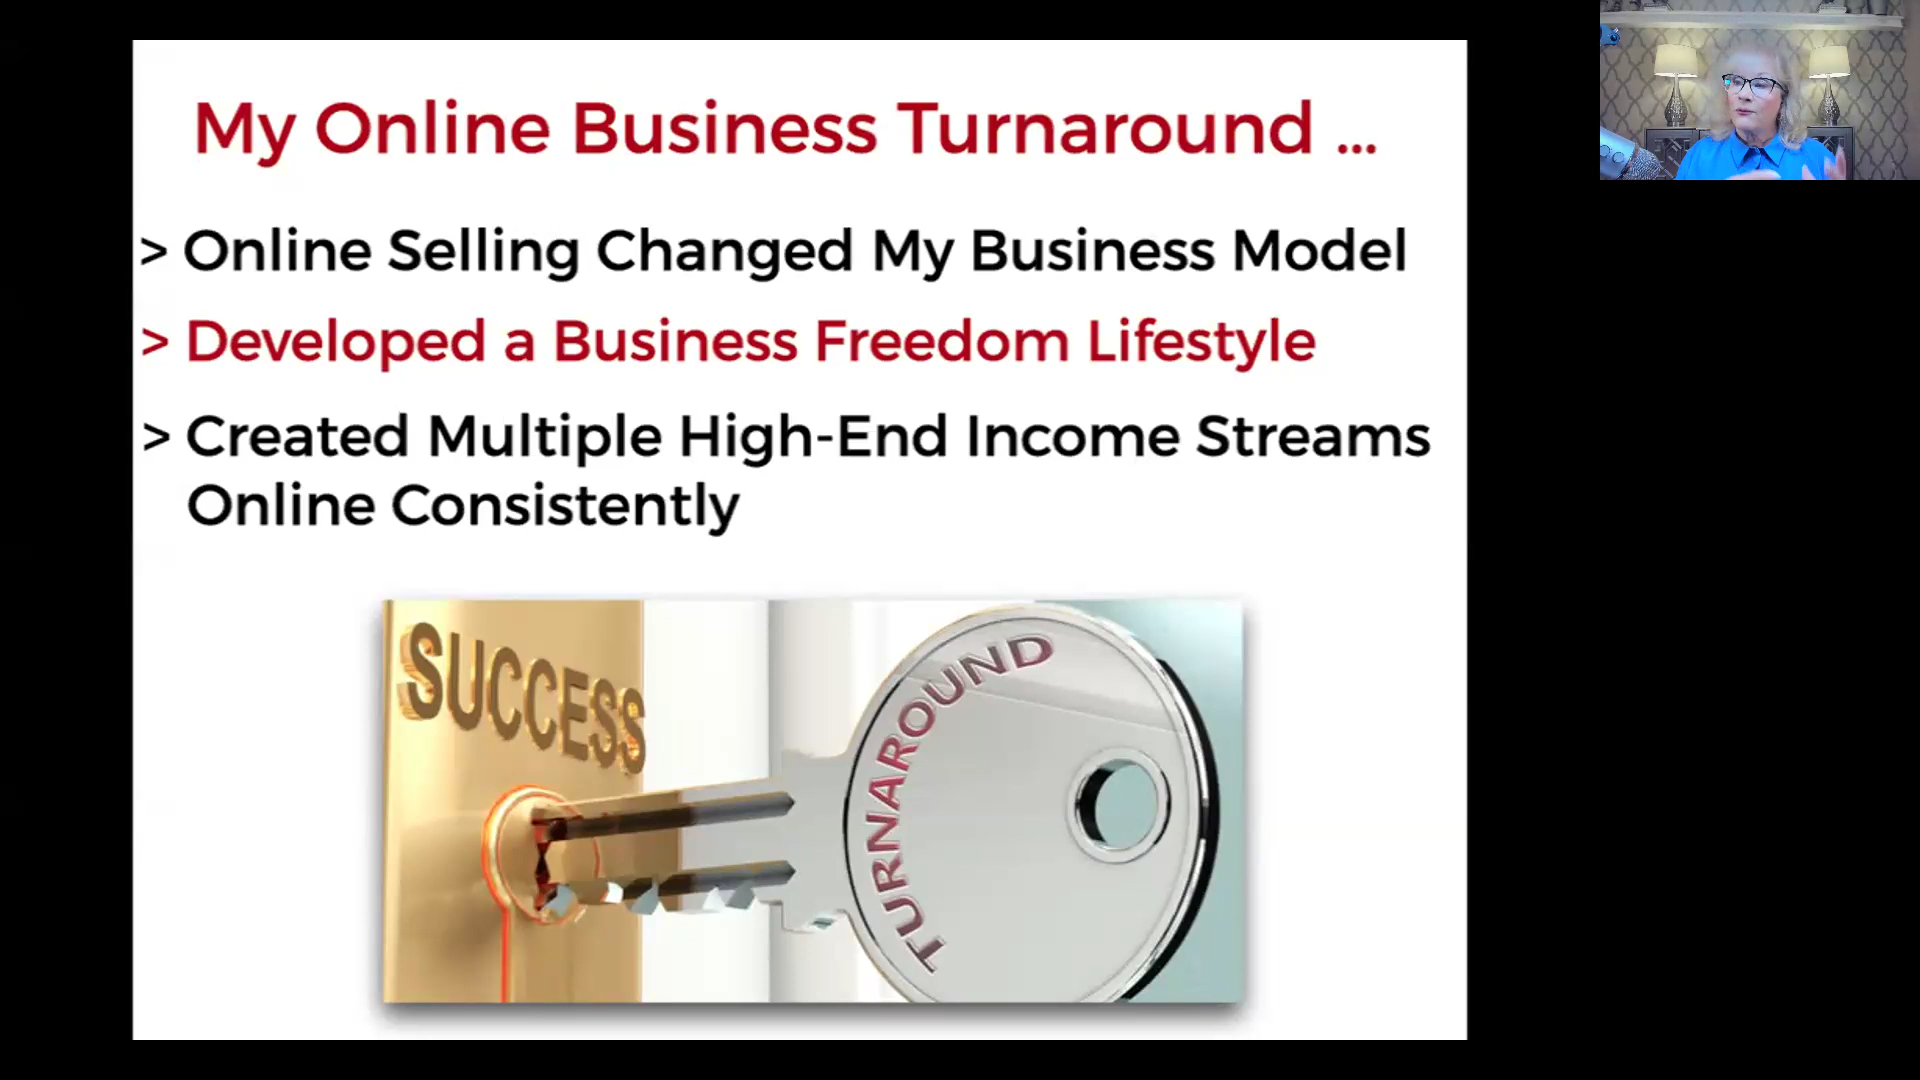 My Online Business Turnaround ...
> Online Selling Changed My Business Model
> Developed a Business Freedom Lifestyle
> Created Multiple High-End Income Streams
Online Consistently
SUCCESS
TURNAROUND